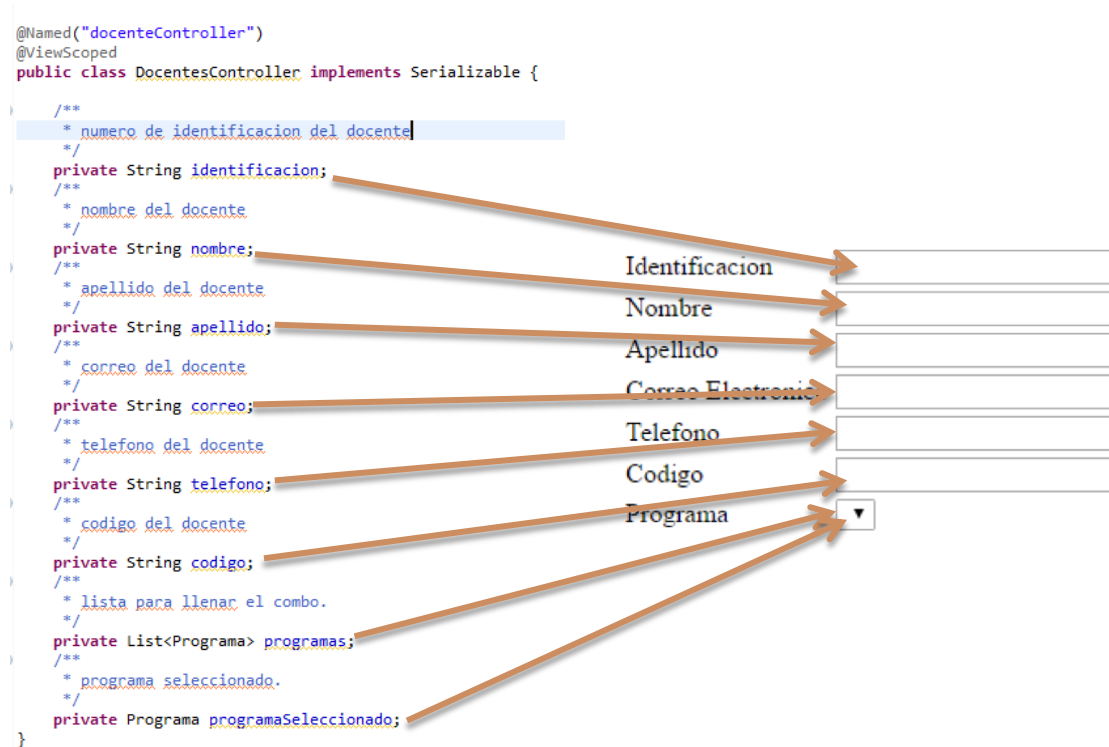 @Named("docenteController")
@ViewScoped
public class DocentesController implements Serializable {
/**
* numero de identificacion del docente
*/
private String identificacion;
/**
* nombre del docente
*/
private String nombre;
/**
* apellido del docente
*/
private String apellido;
/**
* correo del docente
*/
private String correo;
/**
* telefono del docente
*/
private String telefono;
/**
* codigo del docente
*/
private String codigo;
/**
* lista para llenar el combo.
*/
private List<Programa> programas;
/**
* programa seleccionado.
*/
private Programa programaSeleccionado;
}
Identificacion
Nombre
Apellido
Correo Electronico
Telefono
Codigo
Programa